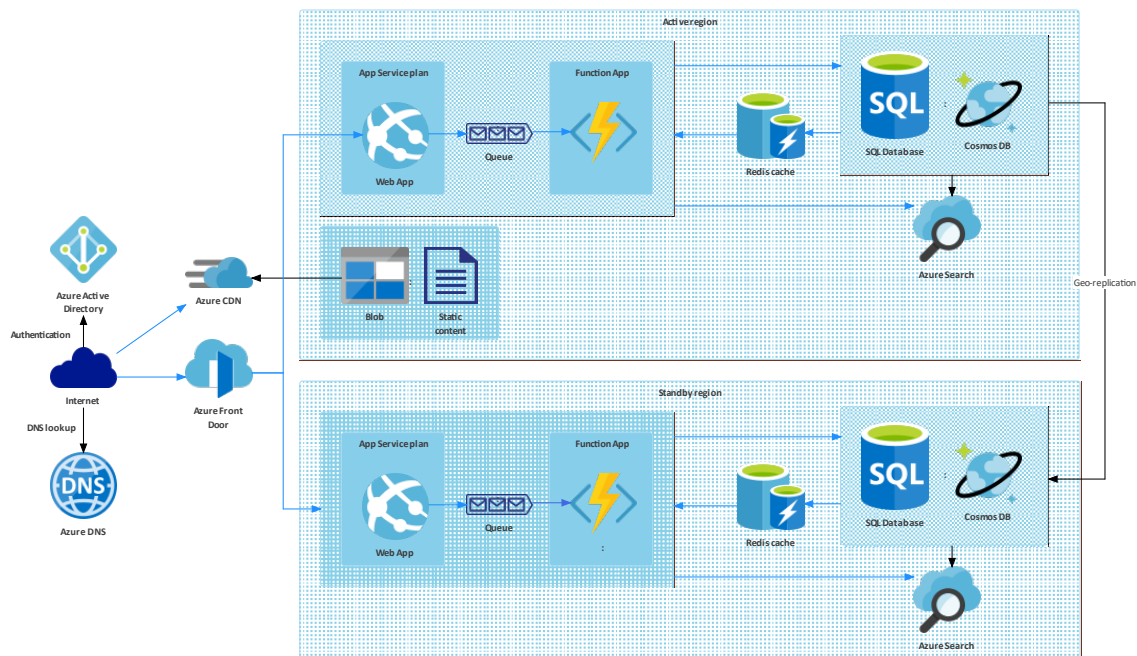 Active region
App Service plan
Function App
SQL
Queue
Web App
SQL Database
Cosmos DB
Redis cache
Azure Search
Geo-replication
Azure Active
Directory
Azure CDN
Blob
Static
content
Authentication
Internet
Azure Front
Door
DNS lookup
DNS
Azure DNS
Standby region
App Service plan
Function App
SQL
Queue
Web App
:
SQL Database
Cosmos DB
Redis cache
Azure Search